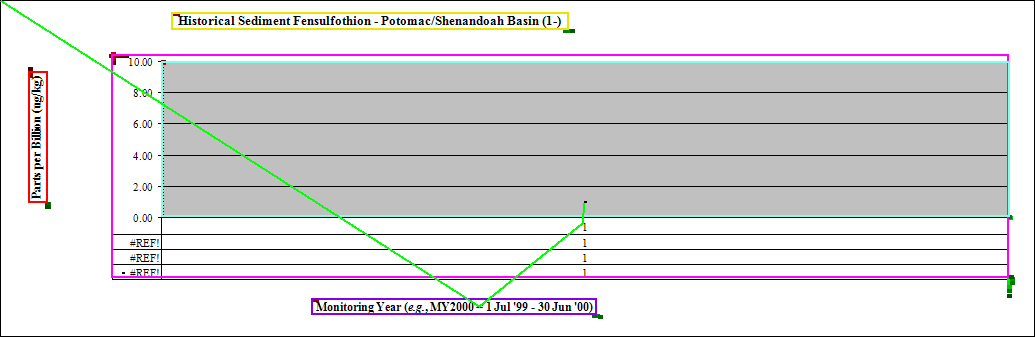 Historical Sediment Fensulfothion - Potomac/Shenandoah Basin (1-)
Parts per Billion (ug/kg)
10.00
8.00
6.00
4.00
2.00
0.00
1
#REF! 1
#REF! 1
- #REF! 1
Monitoring Year (e.g., MY2000 = 1 Jul '99 - 30 Jun '00)